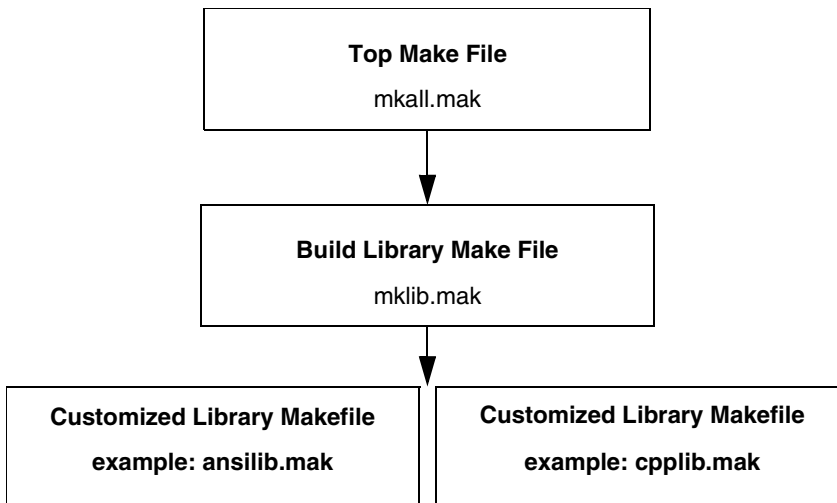 Top Make File
mkall.mak
Build Library Make File
mklib.mak
Customized Library Makefile
example: ansilib.mak
Customized Library Makefile
example: cpplib.mak